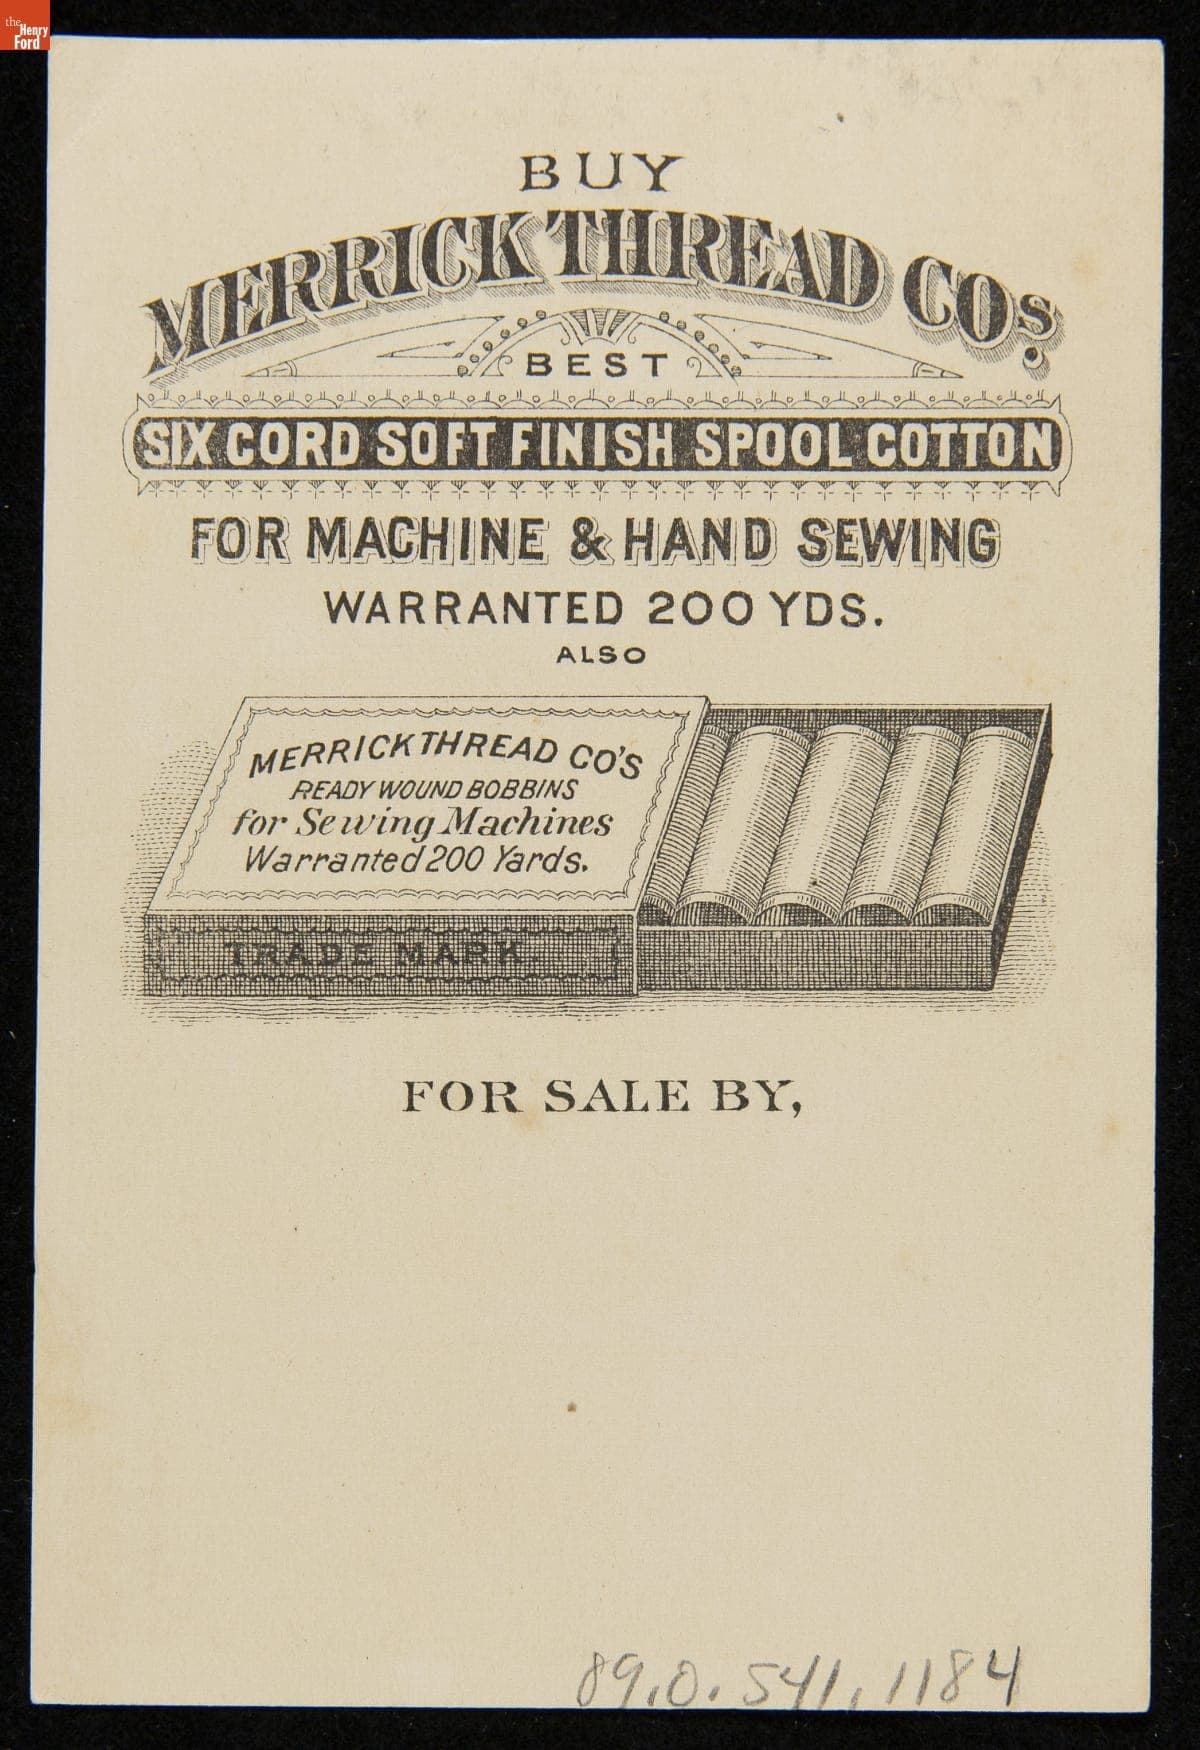 the
Henry
Ford
BUY
MERRICK THREAD COs.
BEST
SIX CORD SOFT FINISH SPOOL COTTON
FOR MACHINE & HAND SEWING
WARRANTED 200 YDS.
ALSO
MERRICK THREAD CO'S
READY WOUND BOBBINS
for Sewing Machines
Warranted 200 Yards.
TRADE MARK.
FOR SALE BY,
89.0.541.1184